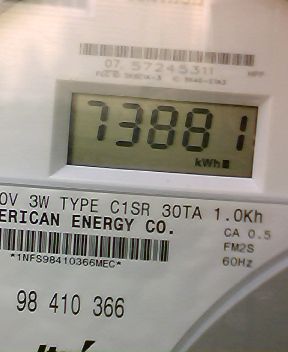 07 57245311
73881
kWh
0V 3W TYPE C1SR 30TA 1.0Kh
ERICAN ENERGY CO.
CA 0.5
FM2S
*1NFS98410366MEC*
60Hz
98 410 366